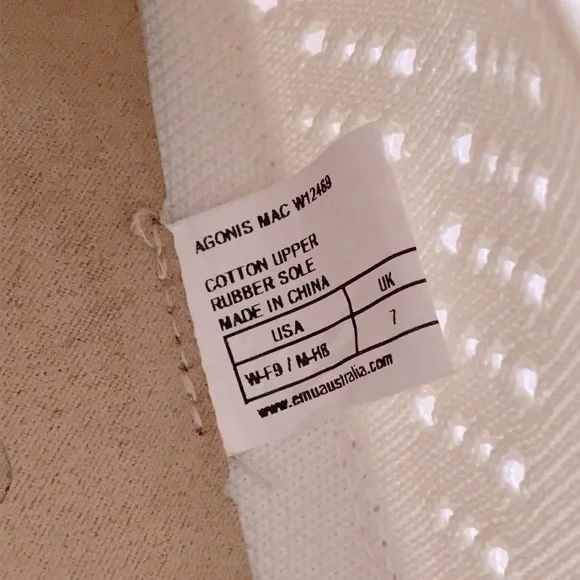 AGONIS MAC W12469
COTTON UPPER
RUBBER SOLE
MADE IN CHINA
USA UK
W-F9 / M-H8 7
www.emuaustralia.com